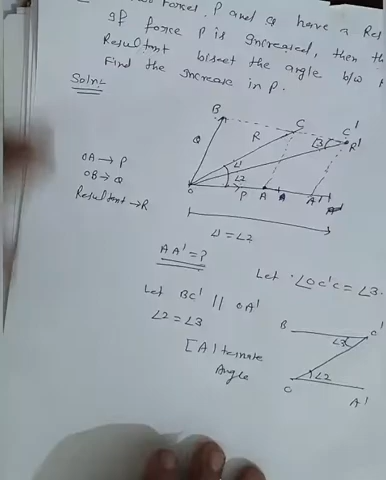 Forces, P and Q have a Res
If force P is increased, then th
Resultant bisect the angle b/w
Find the increase in P.
Soln:-
B
C
C'
R
∠3
R'
Q
∠1
∠2
OA → P
OB → Q
Resultant → R
O
P
A
A'
∠1 = ∠2
AA' = P
Let ∠OC'C = ∠3.
Let BC' || OA'
∠2 = ∠3
[Alternate
Angle
B
C'
∠3
∠2
O
A'